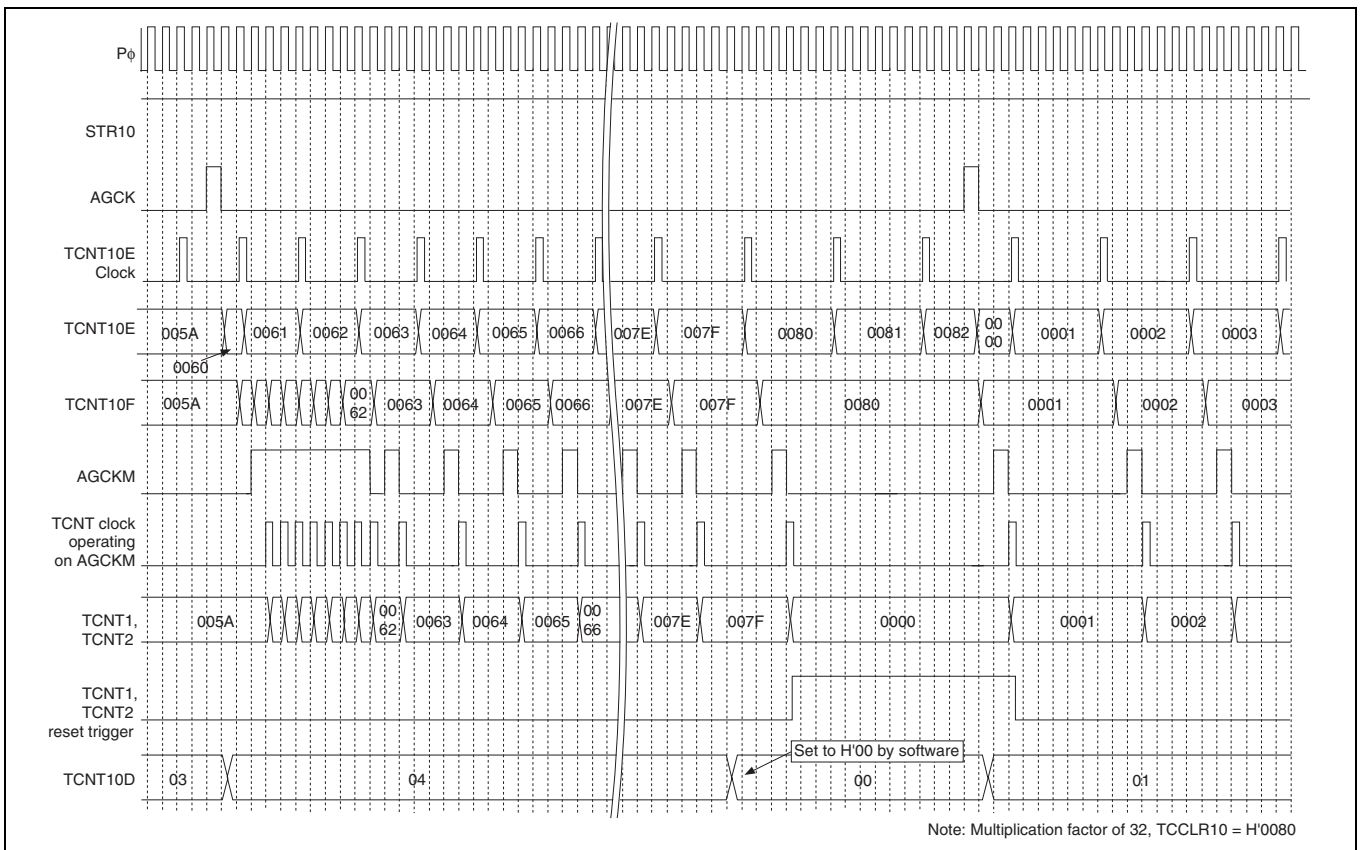 Pϕ
STR10
AGCK
TCNT10E
Clock
TCNT10E 005A 0061 0062 0063 0064 0065 0066 007E 007F 0080 0081 0082 00 00 0001 0002 0003
0060
TCNT10F 005A 00 62 0063 0064 0065 0066 007E 007F 0080 0001 0002 0003
AGCKM
TCNT clock
operating
on AGCKM
TCNT1,
TCNT2
005A 00 62 0063 0064 0065 00 66 007E 007F 0000 0001 0002
TCNT1,
TCNT2
reset trigger
Set to H'00 by software
TCNT10D 03 04 00 01
Note: Multiplication factor of 32, TCCLR10 = H'0080